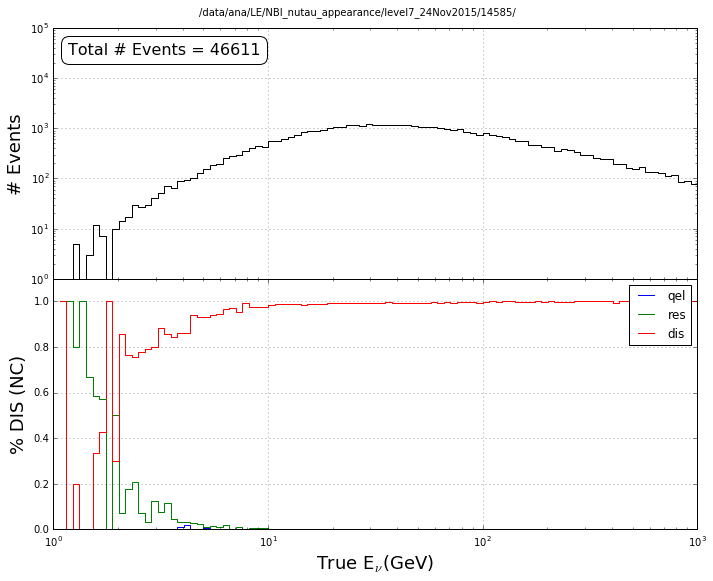 /data/ana/LE/NBI_nutau_appearance/level7_24Nov2015/14585/
10^5
Total # Events = 46611
10^4
10^3
10^2
10^1
10^0
# Events
qel
res
dis
1.0
0.8
0.6
0.4
0.2
0.0
% DIS (NC)
10^0 10^1 10^2 10^3
True E_ν(GeV)